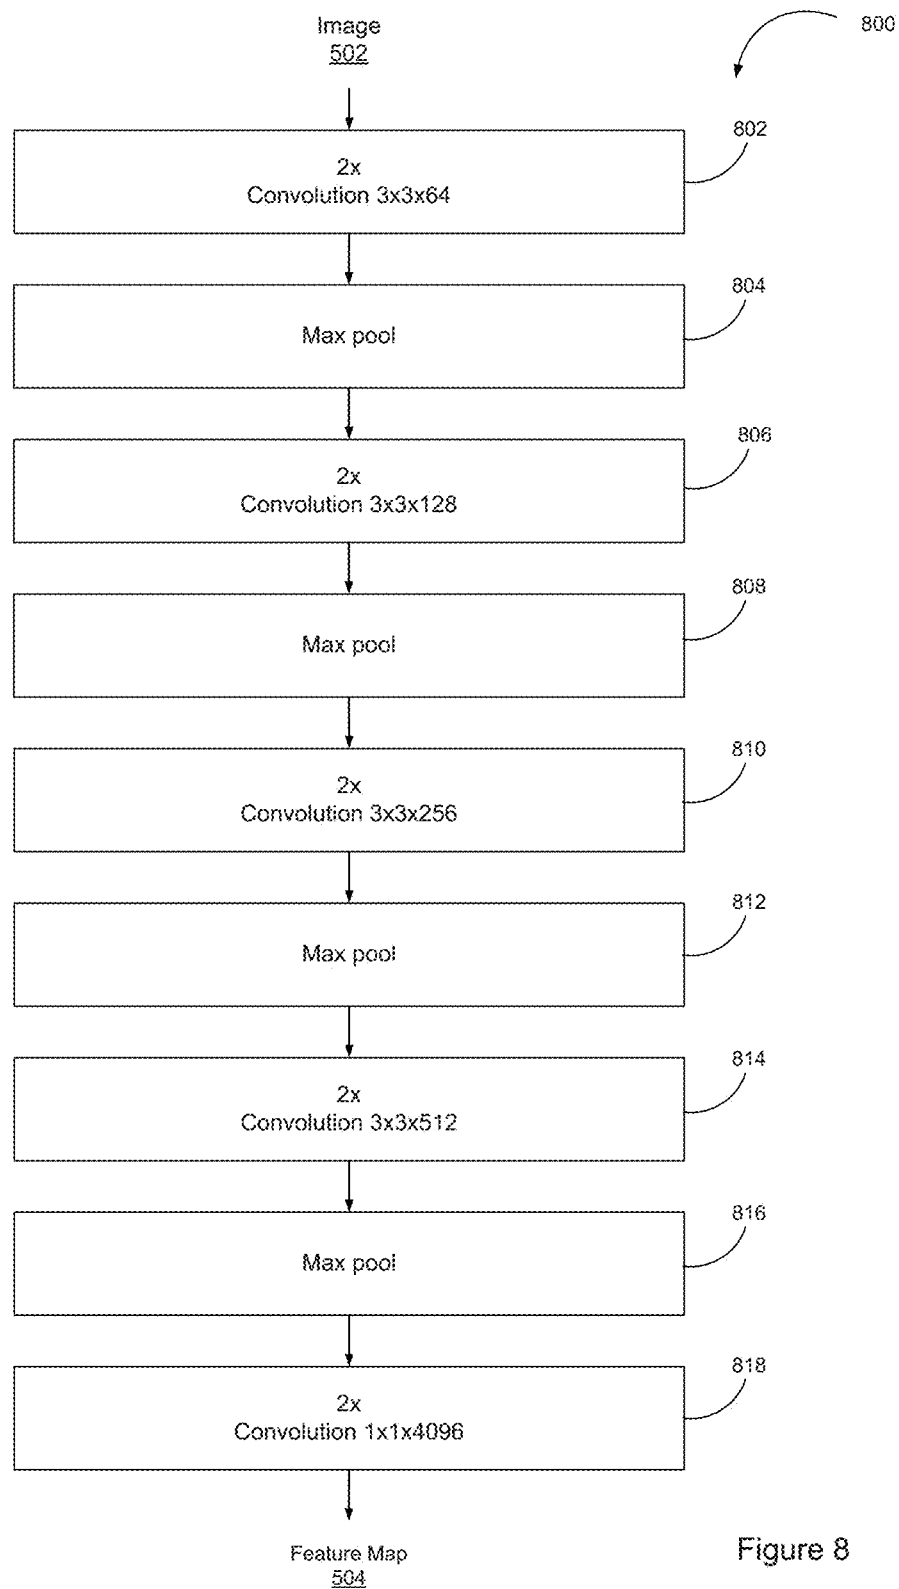 Image
502
800
802
2x
Convolution 3x3x64
804
Max pool
806
2x
Convolution 3x3x128
808
Max pool
810
2x
Convolution 3x3x256
812
Max pool
814
2x
Convolution 3x3x512
816
Max pool
818
2x
Convolution 1x1x4096
Feature Map
504
Figure 8